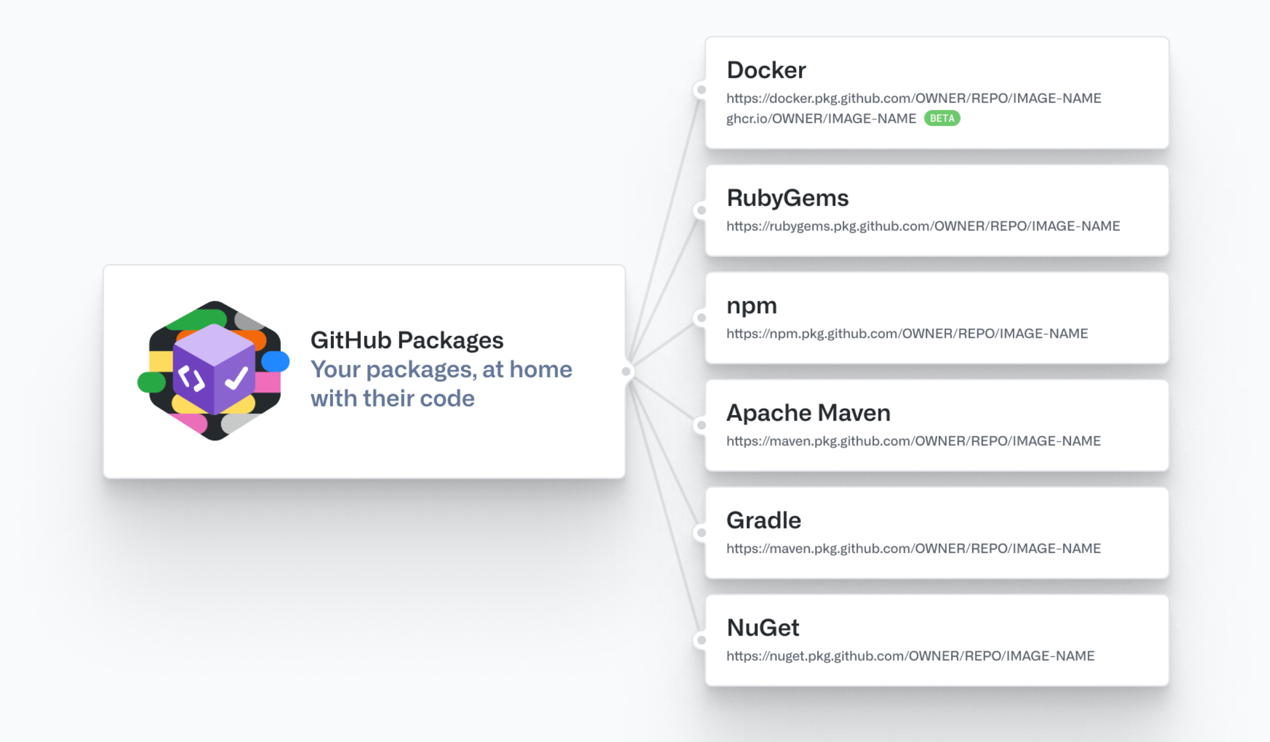 GitHub Packages
Your packages, at home
with their code
Docker
https://docker.pkg.github.com/OWNER/REPO/IMAGE-NAME
ghcr.io/OWNER/IMAGE-NAME BETA
RubyGems
https://rubygems.pkg.github.com/OWNER/REPO/IMAGE-NAME
npm
https://npm.pkg.github.com/OWNER/REPO/IMAGE-NAME
Apache Maven
https://maven.pkg.github.com/OWNER/REPO/IMAGE-NAME
Gradle
https://maven.pkg.github.com/OWNER/REPO/IMAGE-NAME
NuGet
https://nuget.pkg.github.com/OWNER/REPO/IMAGE-NAME